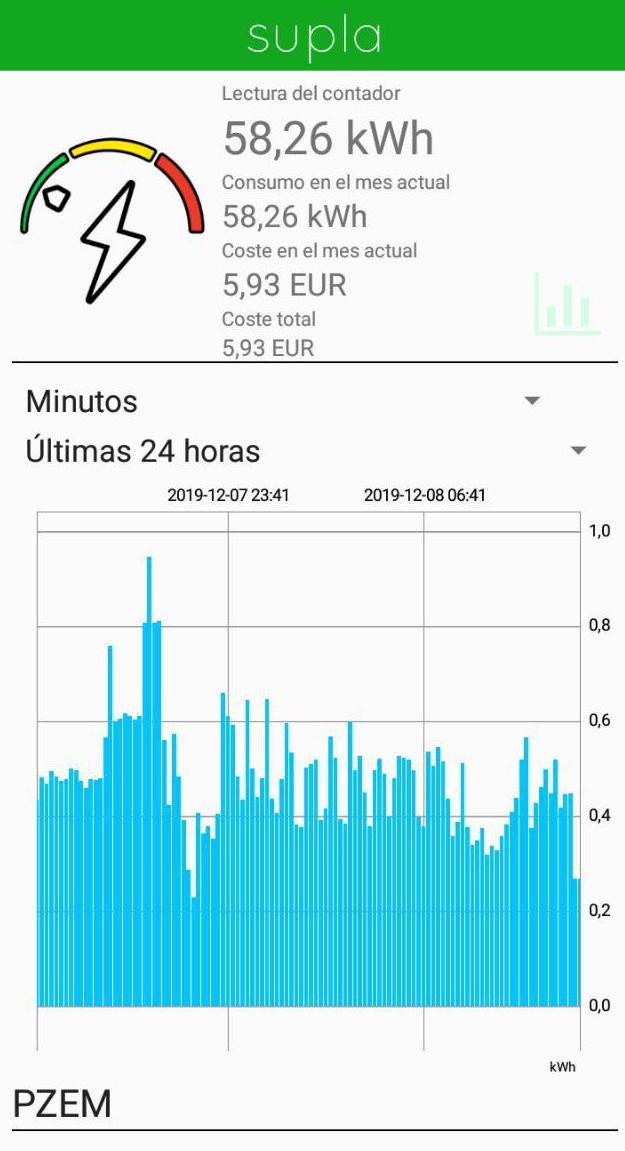 supla
Lectura del contador
58,26 kWh
Consumo en el mes actual
58,26 kWh
Coste en el mes actual
5,93 EUR
Coste total
5,93 EUR
Minutos
Últimas 24 horas
2019-12-07 23:41 2019-12-08 06:41
1,0
0,8
0,6
0,4
0,2
0,0
kWh
PZEM